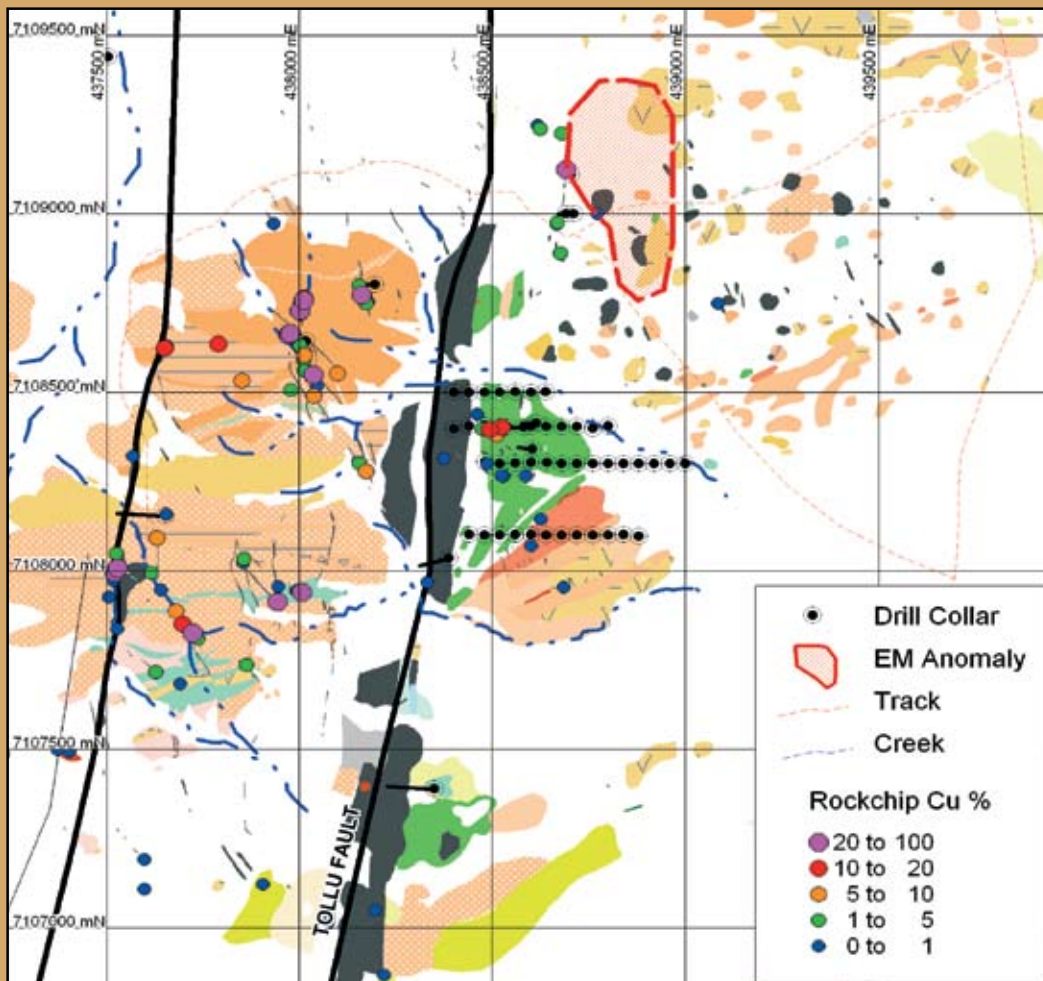 7109500 mN
437500 mE
438000 mE
438500 mE
439000 mE
439500 mE
7109000 mN
7108500 mN
7108000 mN
7107500 mN
7107000 mN
TOLLU FAULT
Drill Collar
EM Anomaly
Track
Creek
Rockchip Cu %
20 to 100
10 to 20
5 to 10
1 to 5
0 to 1